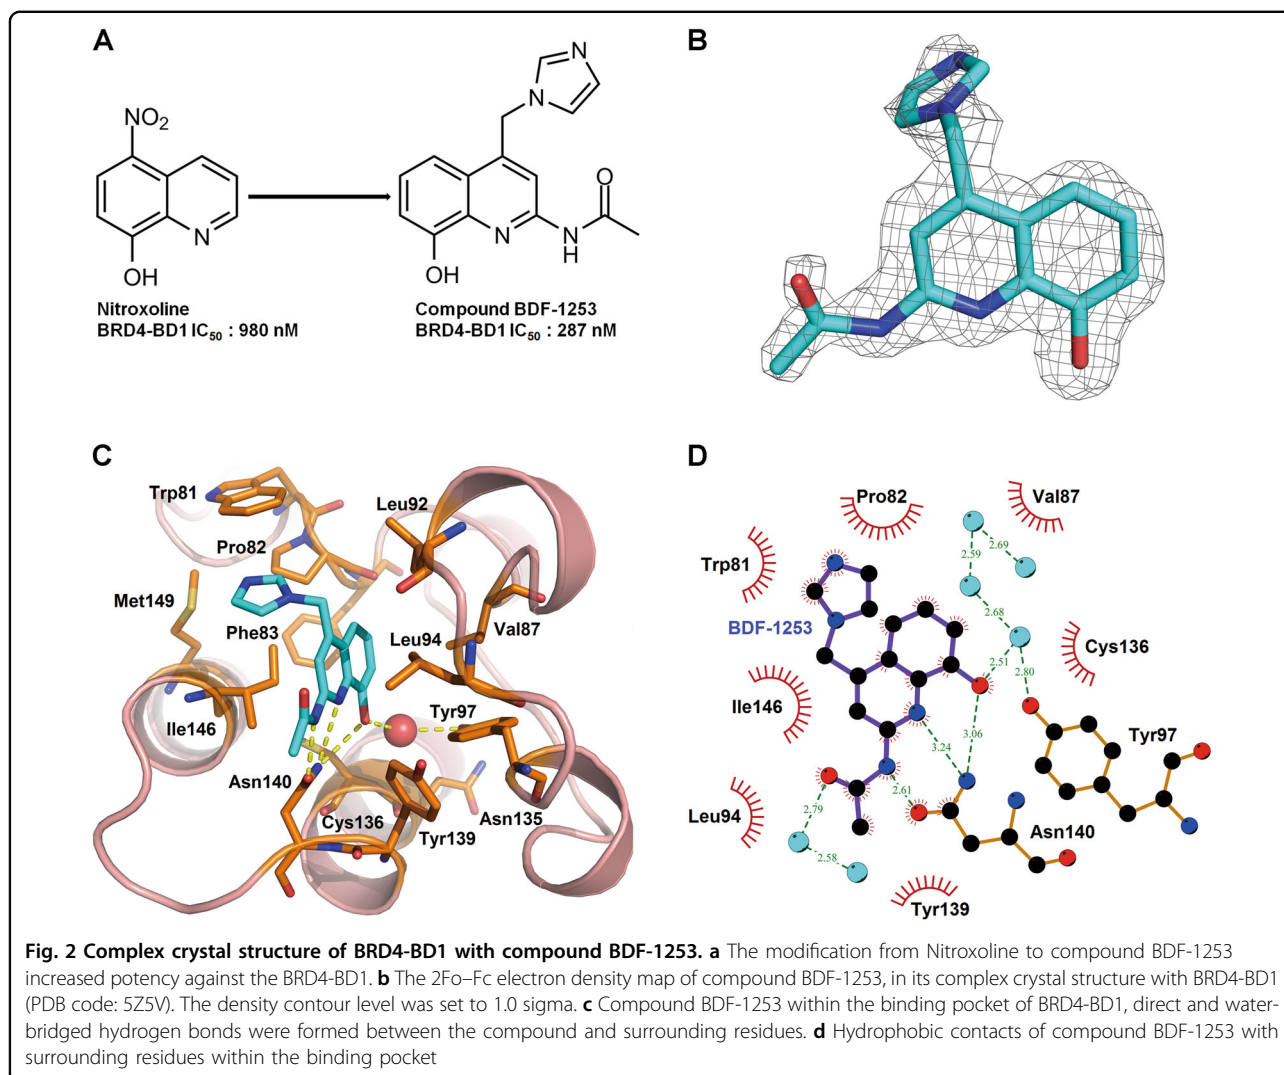 A
NO₂
N
OH
Nitroxoline
BRD4-BD1 IC₅₀ : 980 nM
N
N
O
N
N
H
OH
Compound BDF-1253
BRD4-BD1 IC₅₀ : 287 nM
B
C
Trp81
Leu92
Pro82
Met149
Phe83
Leu94
Val87
Ile146
Tyr97
Asn140
Cys136
Tyr139
Asn135
D
Pro82
Val87
2.59
2.69
Trp81
2.68
BDF-1253
2.51
Cys136
2.80
Ile146
3.24
3.06
Tyr97
2.79
2.61
Leu94
Asn140
2.58
Tyr139
Fig. 2 Complex crystal structure of BRD4-BD1 with compound BDF-1253. a The modification from Nitroxoline to compound BDF-1253
increased potency against the BRD4-BD1. b The 2Fo–Fc electron density map of compound BDF-1253, in its complex crystal structure with BRD4-BD1
(PDB code: 5Z5V). The density contour level was set to 1.0 sigma. c Compound BDF-1253 within the binding pocket of BRD4-BD1, direct and water-
bridged hydrogen bonds were formed between the compound and surrounding residues. d Hydrophobic contacts of compound BDF-1253 with
surrounding residues within the binding pocket